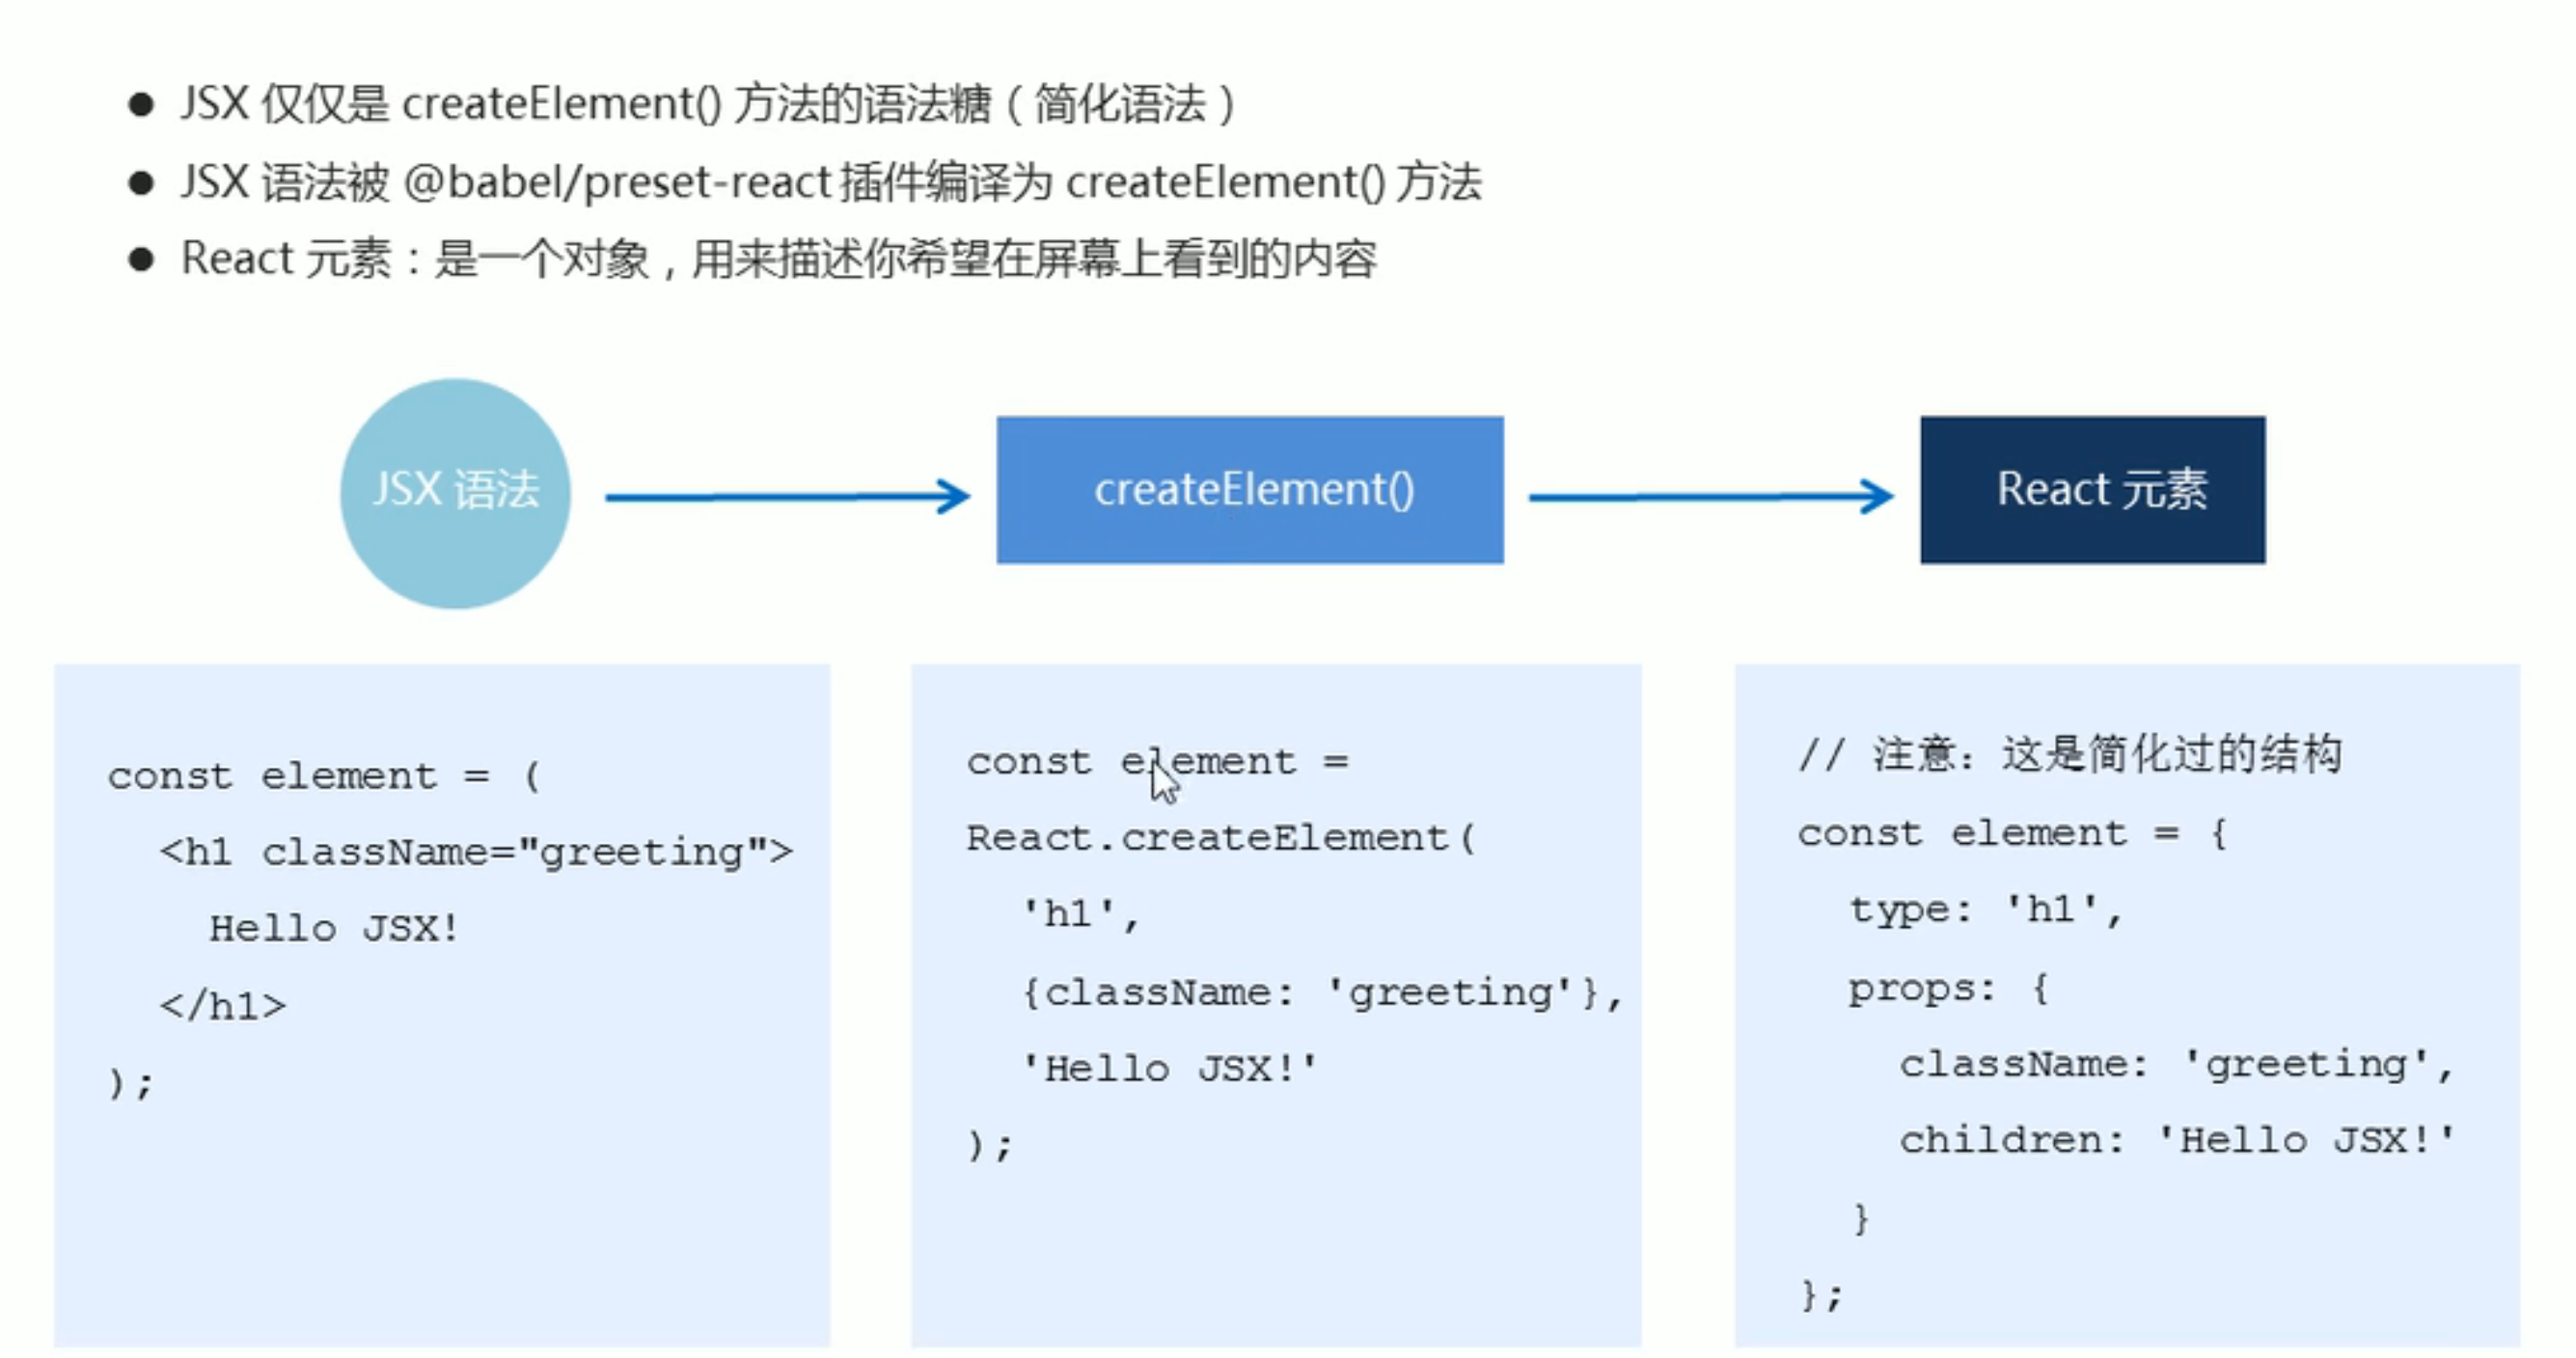 ● JSX 仅仅是 createElement() 方法的语法糖（简化语法）
● JSX 语法被 @babel/preset-react 插件编译为 createElement() 方法
● React 元素：是一个对象，用来描述你希望在屏幕上看到的内容
JSX 语法
createElement()
React 元素
const element = (
  <h1 className="greeting">
    Hello JSX!
  </h1>
);
const element =
React.createElement(
  'h1',
  {className: 'greeting'},
  'Hello JSX!'
);
// 注意：这是简化过的结构
const element = {
  type: 'h1',
  props: {
    className: 'greeting',
    children: 'Hello JSX!'
  }
};